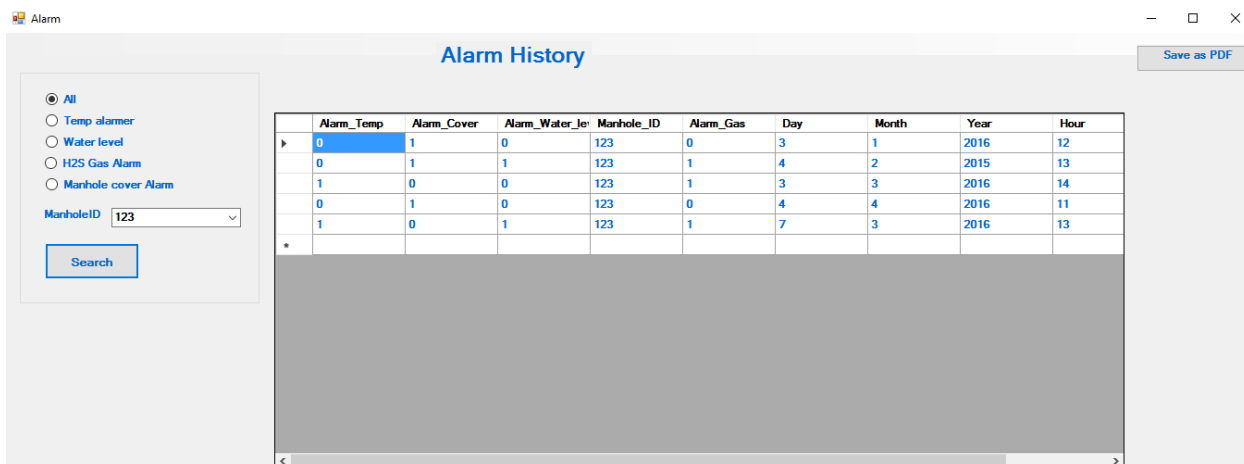 Alarm
Alarm History
Save as PDF
All
Temp alarmer
Water level
H2S Gas Alarm
Manhole cover Alarm
ManholeID 123
Search
Alarm_Temp Alarm_Cover Alarm_Water_lev Manhole_ID Alarm_Gas Day Month Year Hour
0 1 0 123 0 3 1 2016 12
0 1 1 123 1 4 2 2015 13
1 0 0 123 1 3 3 2016 14
0 1 0 123 0 4 4 2016 11
1 0 1 123 1 7 3 2016 13
*